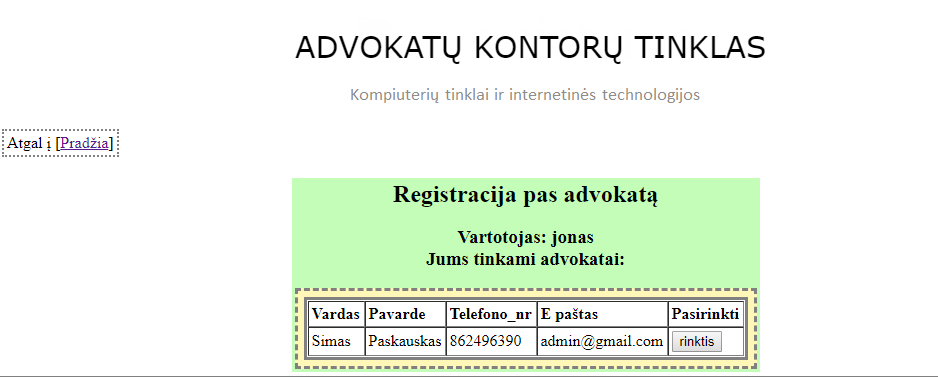 ADVOKATŲ KONTORŲ TINKLAS
Kompiuterių tinklai ir internetinės technologijos
Atgal į [Pradžia]
Registracija pas advokatą
Vartotojas: jonas
Jums tinkami advokatai:
Vardas Pavarde Telefono_nr E paštas Pasirinkti
Simas Paskauskas 862496390 admin@gmail.com rinktis